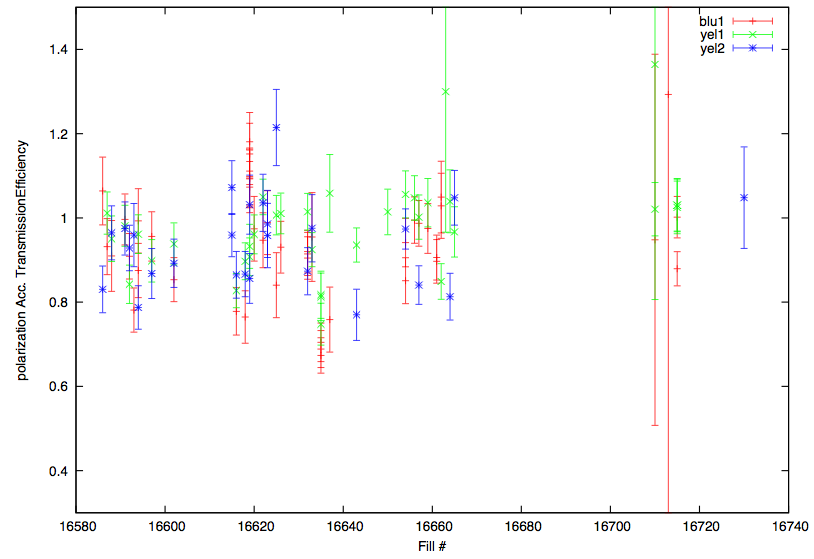 1.4
1.2
1
0.8
0.6
0.4
polarization Acc. TransmissionEfficiency
blu1
yel1
yel2
16580 16600 16620 16640 16660 16680 16700 16720 16740
Fill #